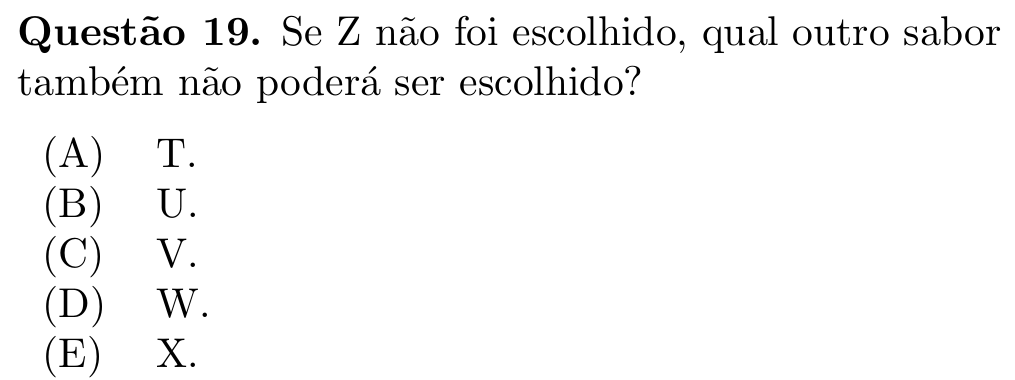 Questão 19. Se Z não foi escolhido, qual outro sabor
também não poderá ser escolhido?
(A) T.
(B) U.
(C) V.
(D) W.
(E) X.